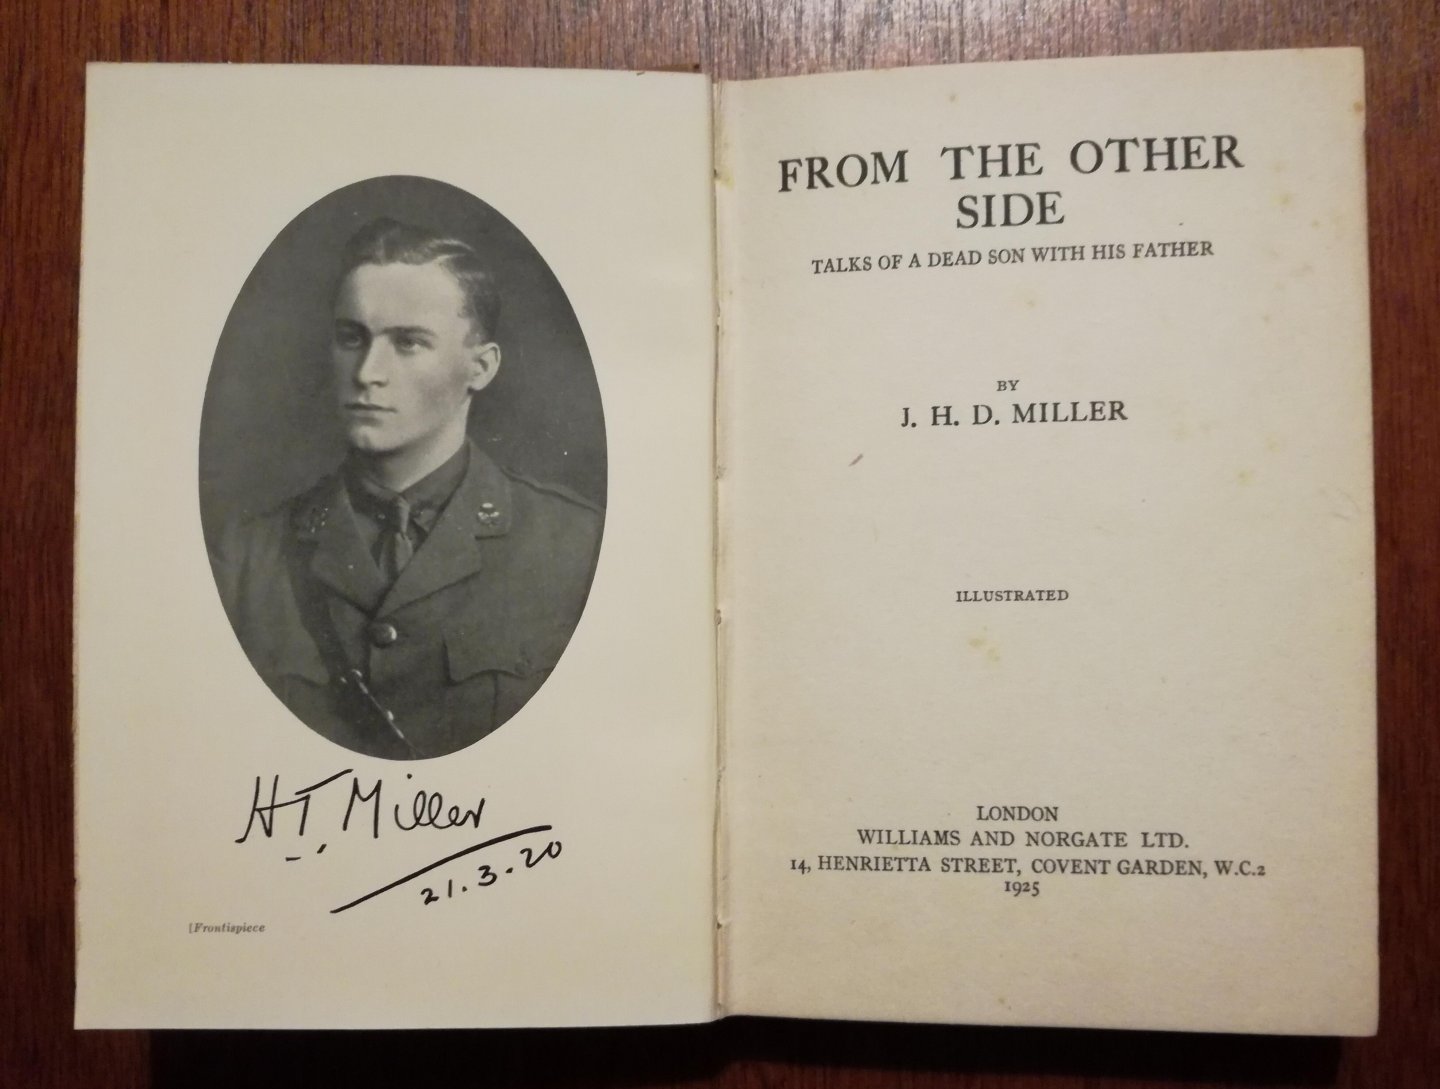 H.T. Miller
21.3.20
[Frontispiece
FROM THE OTHER
SIDE
TALKS OF A DEAD SON WITH HIS FATHER
BY
J. H. D. MILLER
ILLUSTRATED
LONDON
WILLIAMS AND NORGATE LTD.
14, HENRIETTA STREET, COVENT GARDEN, W.C.2
1925